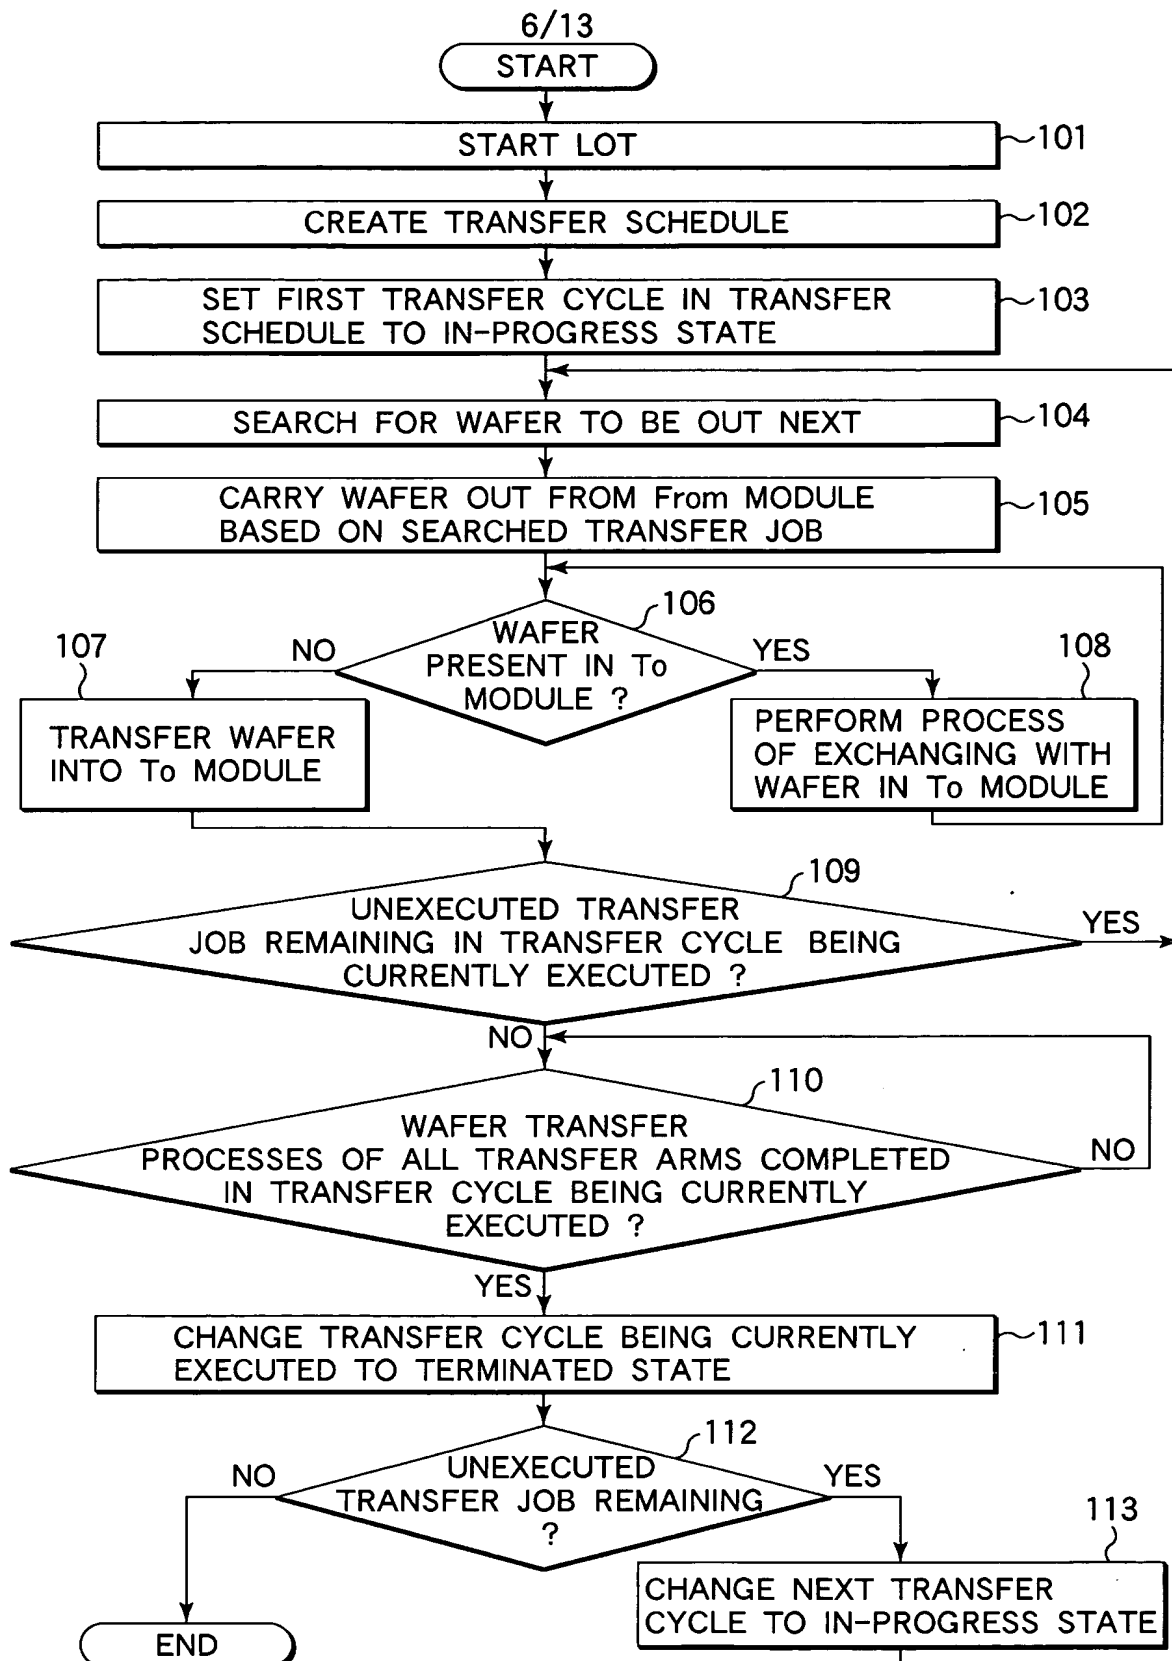 6/13
START
START LOT
101
CREATE TRANSFER SCHEDULE
102
SET FIRST TRANSFER CYCLE IN TRANSFER
SCHEDULE TO IN-PROGRESS STATE
103
SEARCH FOR WAFER TO BE OUT NEXT
104
CARRY WAFER OUT FROM From MODULE
BASED ON SEARCHED TRANSFER JOB
105
106
WAFER
PRESENT IN To
MODULE ?
NO
YES
107
TRANSFER WAFER
INTO To MODULE
108
PERFORM PROCESS
OF EXCHANGING WITH
WAFER IN To MODULE
109
UNEXECUTED TRANSFER
JOB REMAINING IN TRANSFER CYCLE BEING
CURRENTLY EXECUTED ?
YES
NO
110
WAFER TRANSFER
PROCESSES OF ALL TRANSFER ARMS COMPLETED
IN TRANSFER CYCLE BEING CURRENTLY
EXECUTED ?
NO
YES
CHANGE TRANSFER CYCLE BEING CURRENTLY
EXECUTED TO TERMINATED STATE
111
112
UNEXECUTED
TRANSFER JOB REMAINING
?
NO
YES
113
CHANGE NEXT TRANSFER
CYCLE TO IN-PROGRESS STATE
END